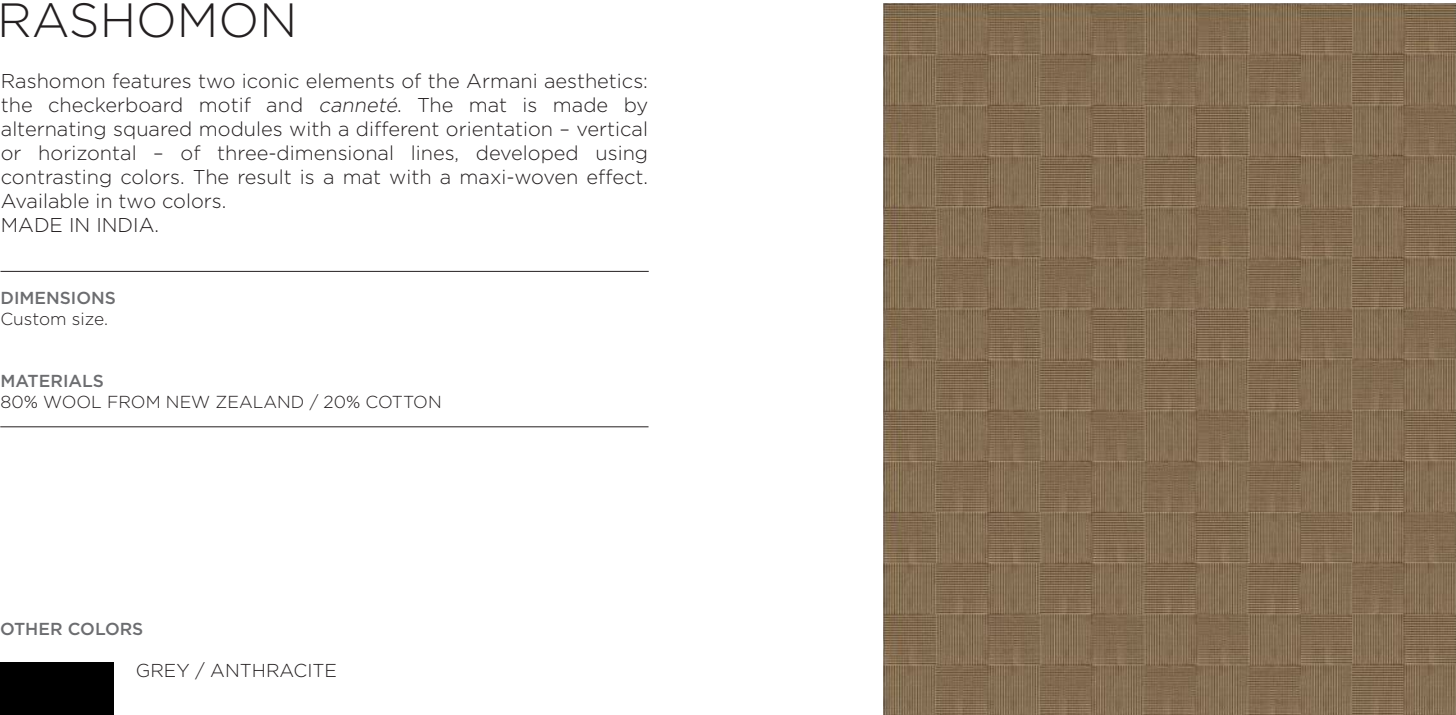 RASHOMON
Rashomon features two iconic elements of the Armani aesthetics:
the checkerboard motif and canneté. The mat is made by
alternating squared modules with a different orientation – vertical
or horizontal – of three-dimensional lines, developed using
contrasting colors. The result is a mat with a maxi-woven effect.
Available in two colors.
MADE IN INDIA.
DIMENSIONS
Custom size.
MATERIALS
80% WOOL FROM NEW ZEALAND / 20% COTTON
OTHER COLORS
GREY / ANTHRACITE